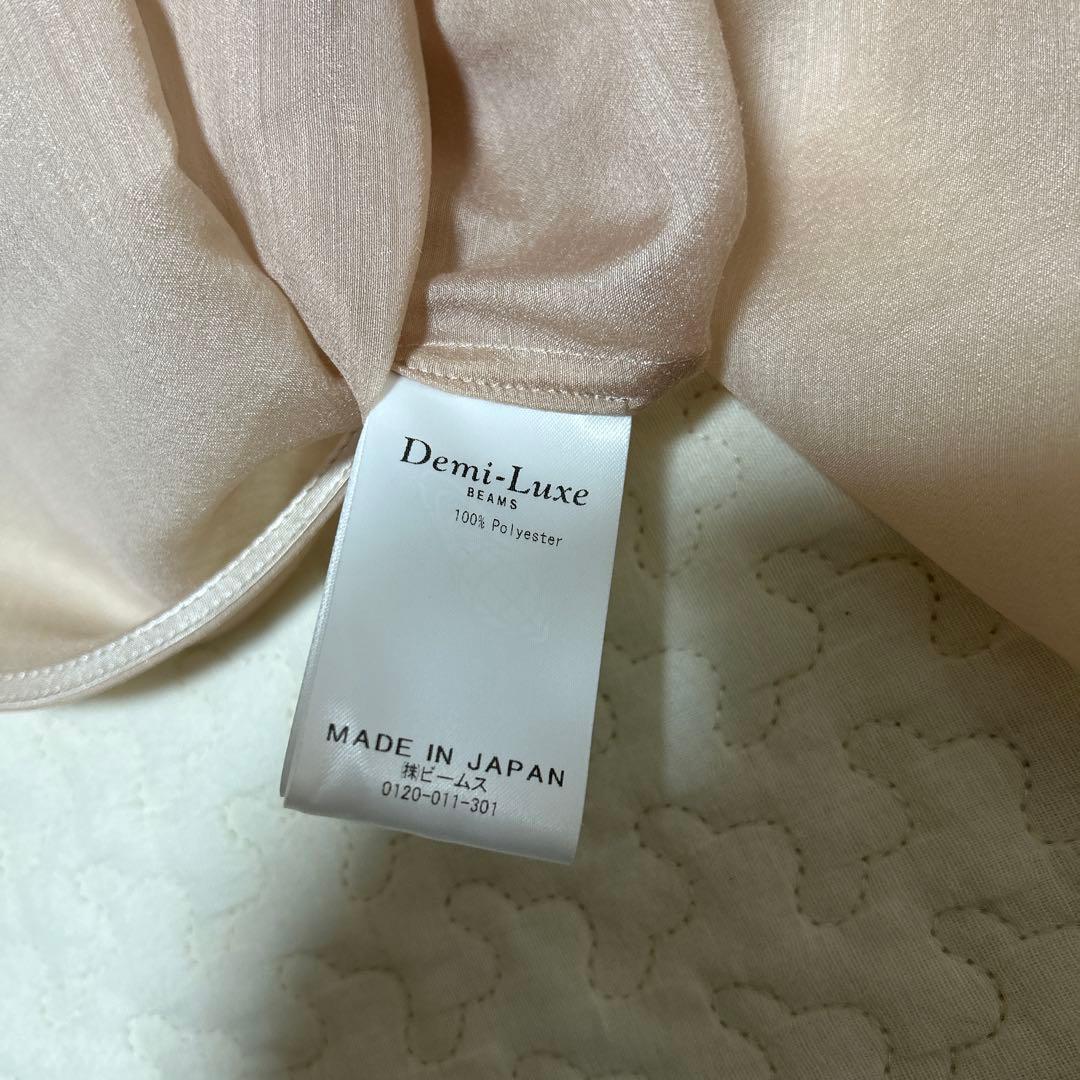 Demi-Luxe
BEAMS
100% Polyester
MADE IN JAPAN
㈱ビームス
0120-011-301